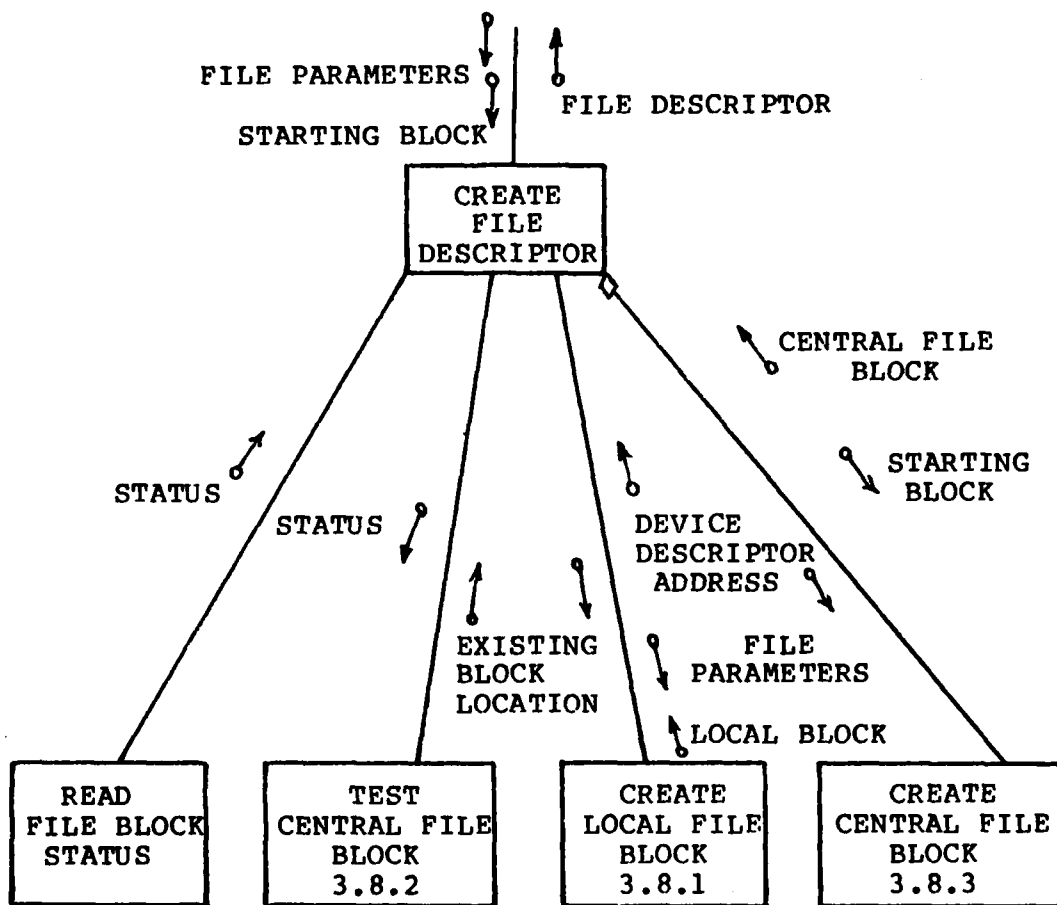 FILE PARAMETERS
STARTING BLOCK
FILE DESCRIPTOR
CREATE
FILE
DESCRIPTOR
CENTRAL FILE
BLOCK
STARTING
BLOCK
STATUS
STATUS
DEVICE
DESCRIPTOR
ADDRESS
EXISTING
BLOCK
LOCATION
FILE
PARAMETERS
LOCAL BLOCK
READ
FILE BLOCK
STATUS
TEST
CENTRAL FILE
BLOCK
3.8.2
CREATE
LOCAL FILE
BLOCK
3.8.1
CREATE
CENTRAL FILE
BLOCK
3.8.3